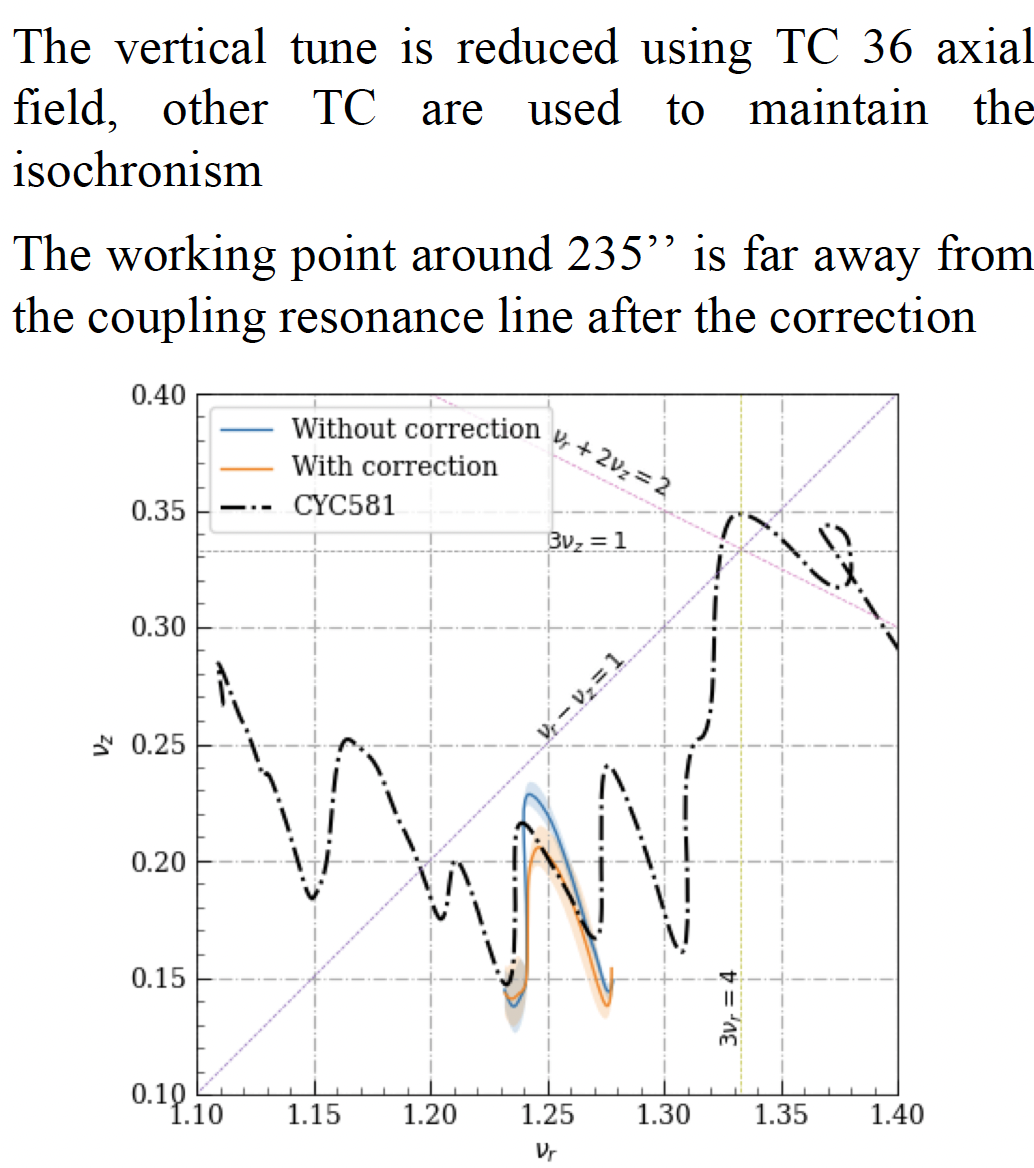 The vertical tune is reduced using TC 36 axial
field, other TC are used to maintain the
isochronism
The working point around 235’’ is far away from
the coupling resonance line after the correction
0.40
0.35
0.30
0.25
0.20
0.15
0.10
νz
Without correction
With correction
CYC581
νr + 2νz = 2
3νz = 1
νr − νz = 1
3νr = 4
1.10 1.15 1.20 1.25 1.30 1.35 1.40
νr